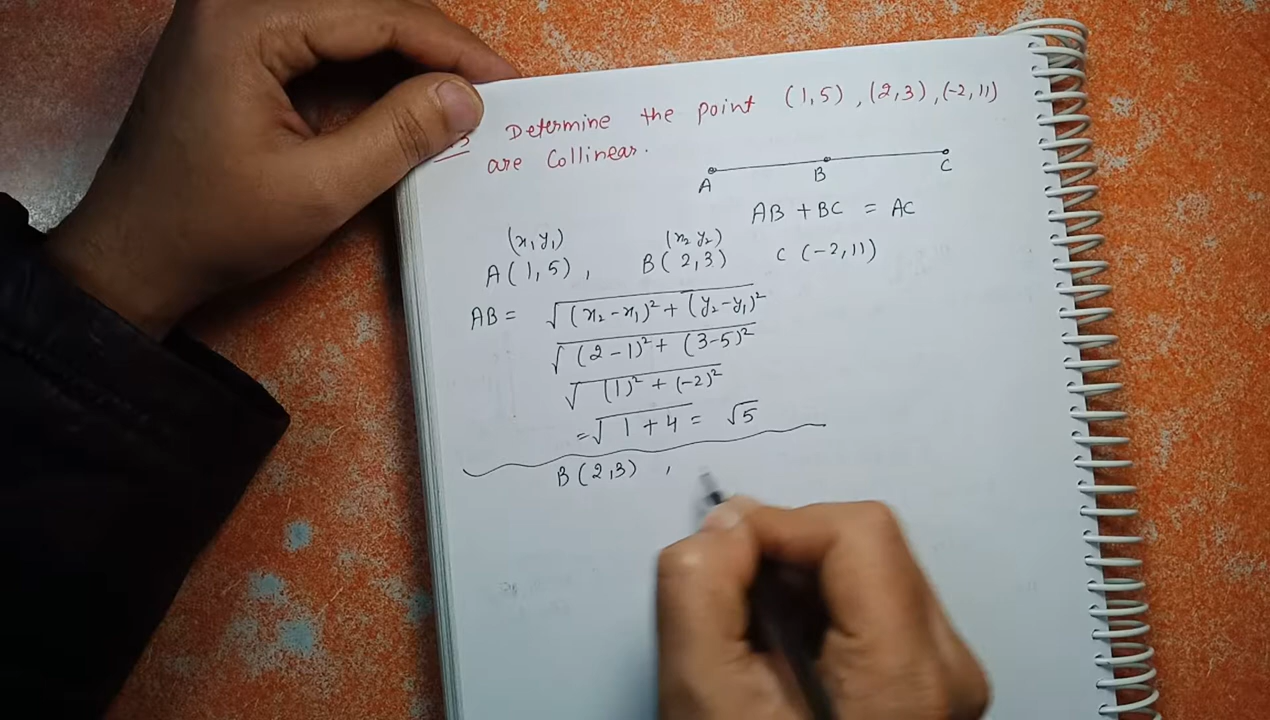 3 Determine the point (1,5) , (2,3) , (-2,11)
are Collinear.
A B C
AB + BC = AC
(x₁ y₁) (x₂ y₂)
A (1,5) , B (2,3) C (-2,11)
AB = √(x₂-x₁)² + (y₂-y₁)²
√(2-1)² + (3-5)²
√(1)² + (-2)²
= √1+4 = √5
B (2,3) ,